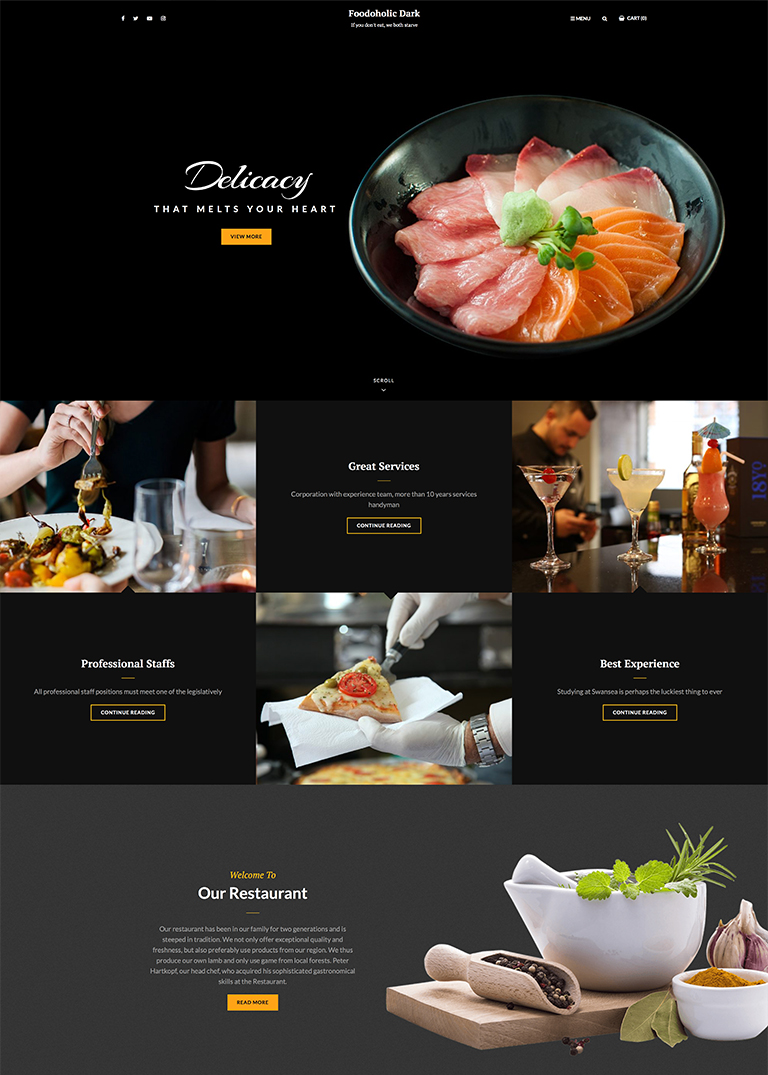 Foodoholic Dark
If you don't eat, we both starve
MENU
CART (0)
Delicacy
THAT MELTS YOUR HEART
VIEW MORE
SCROLL
Great Services
Corporation with experience team, more than 10 years services
handyman
CONTINUE READING
18YO
Professional Staffs
All professional staff positions must meet one of the legislatively
CONTINUE READING
Best Experience
Studying at Swansea is perhaps the luckiest thing to ever
CONTINUE READING
Welcome To
Our Restaurant
Our restaurant has been in our family for two generations and is
steeped in tradition. We not only offer exceptional quality and
freshness, but also preferably use products from our region. We thus
produce our own lamb and only use game from local forests. Peter
Hartkopf, our head chef, who acquired his sophisticated gastronomical
skills at the Restaurant.
READ MORE